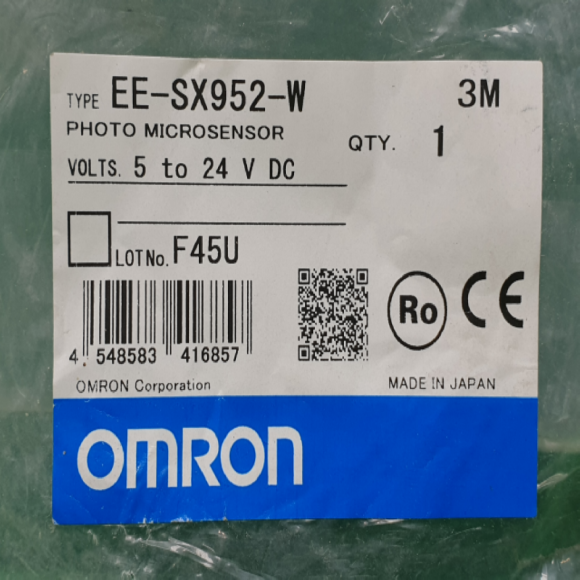 TYPE EE-SX952-W 3M
PHOTO MICROSENSOR
QTY. 1
VOLTS. 5 to 24 V DC
LOT No. F45U
Ro CE
4 548583 416857
OMRON Corporation MADE IN JAPAN
OMRON